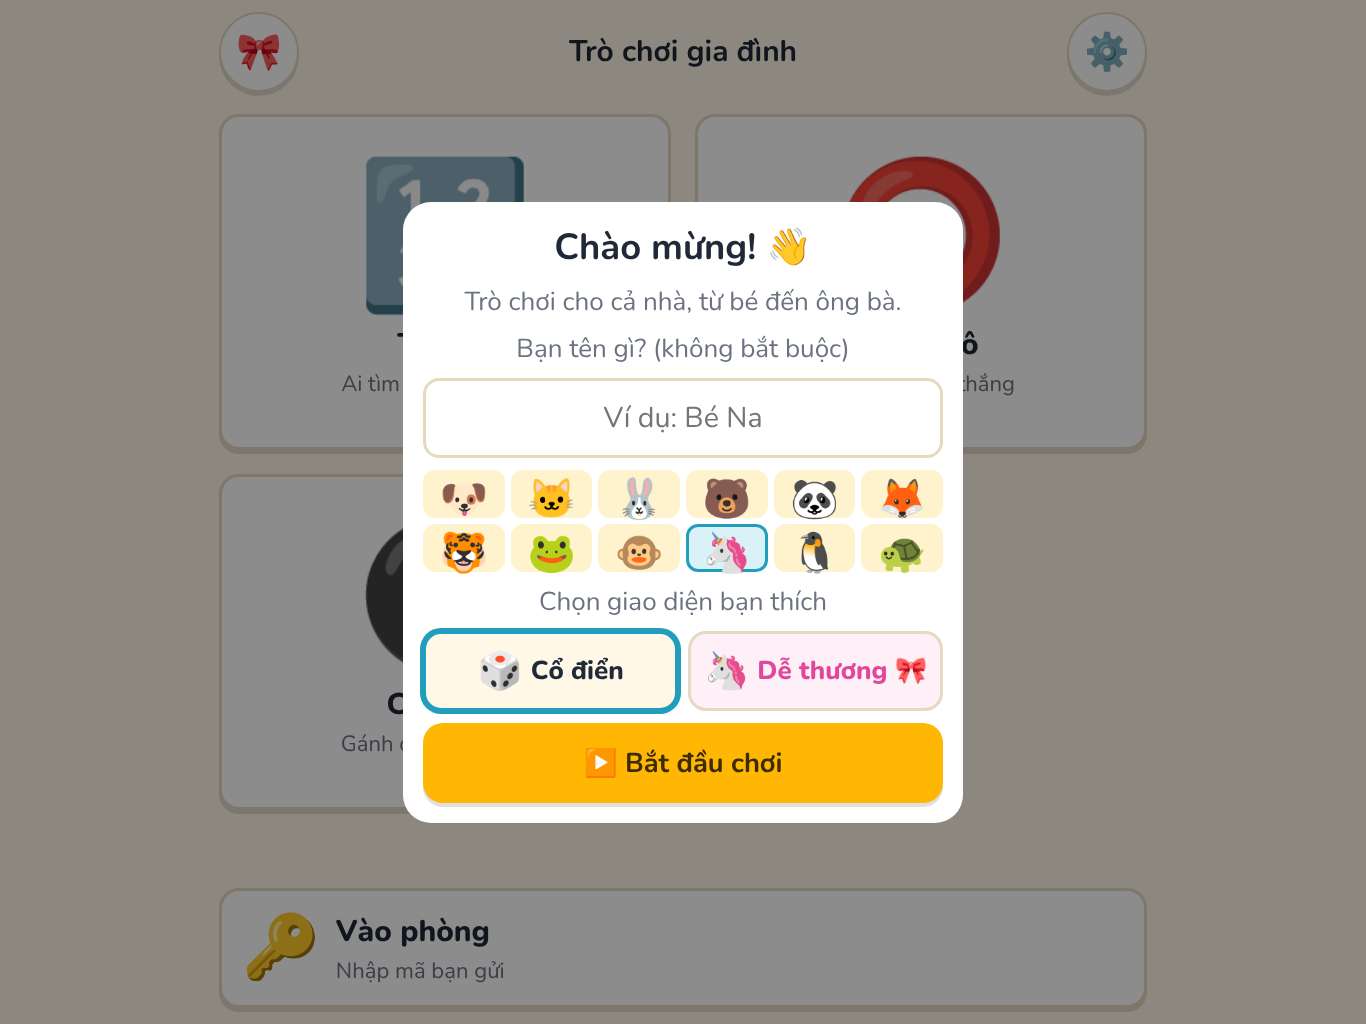 Trò chơi gia đình
Chào mừng!
Trò chơi cho cả nhà, từ bé đến ông bà.
Bạn tên gì? (không bắt buộc)
Ví dụ: Bé Na
Ai tìm
thắng
Chọn giao diện bạn thích
Cổ điển
Dễ thương
Gánh
Bắt đầu chơi
Vào phòng
Nhập mã bạn gửi